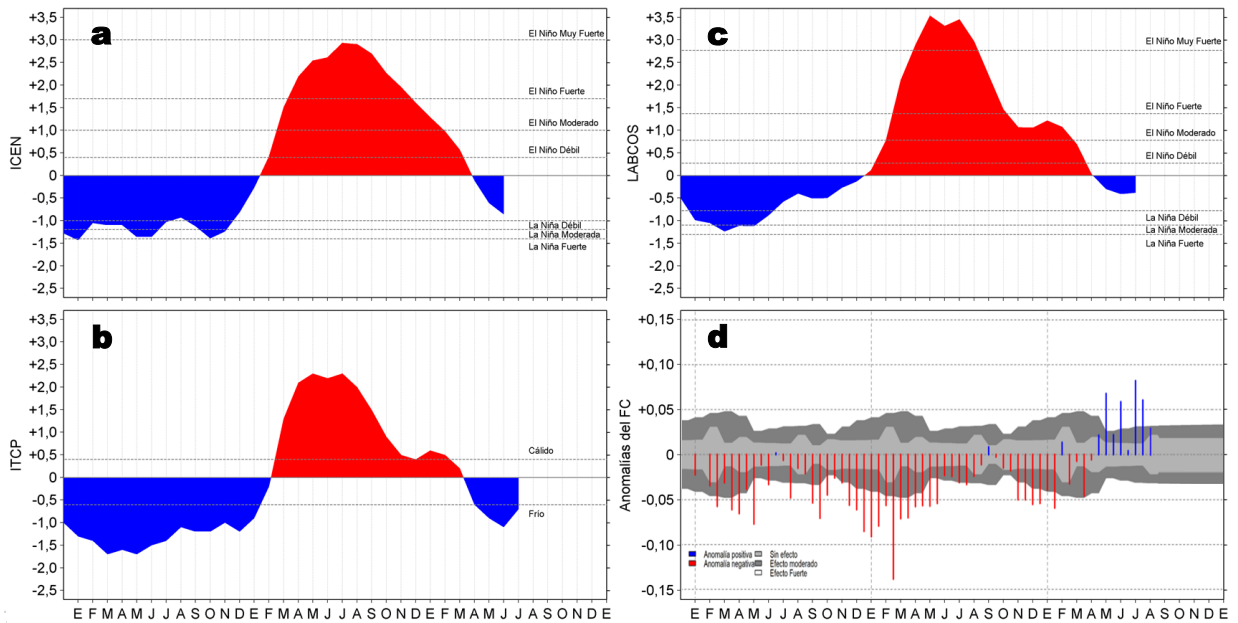 a
ICEN
+3,5
+3,0
+2,5
+2,0
+1,5
+1,0
+0,5
0
-0,5
-1,0
-1,5
-2,0
-2,5
El Niño Muy Fuerte
El Niño Fuerte
El Niño Moderado
El Niño Débil
La Niña Débil
La Niña Moderada
La Niña Fuerte
c
LABCOS
+3,5
+3,0
+2,5
+2,0
+1,5
+1,0
+0,5
0
-0,5
-1,0
-1,5
-2,0
-2,5
El Niño Muy Fuerte
El Niño Fuerte
El Niño Moderado
El Niño Débil
La Niña Débil
La Niña Moderada
La Niña Fuerte
b
ITCP
+3,5
+3,0
+2,5
+2,0
+1,5
+1,0
+0,5
0
-0,5
-1,0
-1,5
-2,0
-2,5
Cálido
Frío
E F M A M J J A S O N D E F M A M J J A S O N D E F M A M J J A S O N D E
d
Anomalías del FC
+0,15
+0,10
+0,05
0
-0,05
-0,10
-0,15
Anomalía positiva Sin efecto
Anomalía negativa Efecto moderado
Efecto Fuerte
E F M A M J J A S O N D E F M A M J J A S O N D E F M A M J J A S O N D E